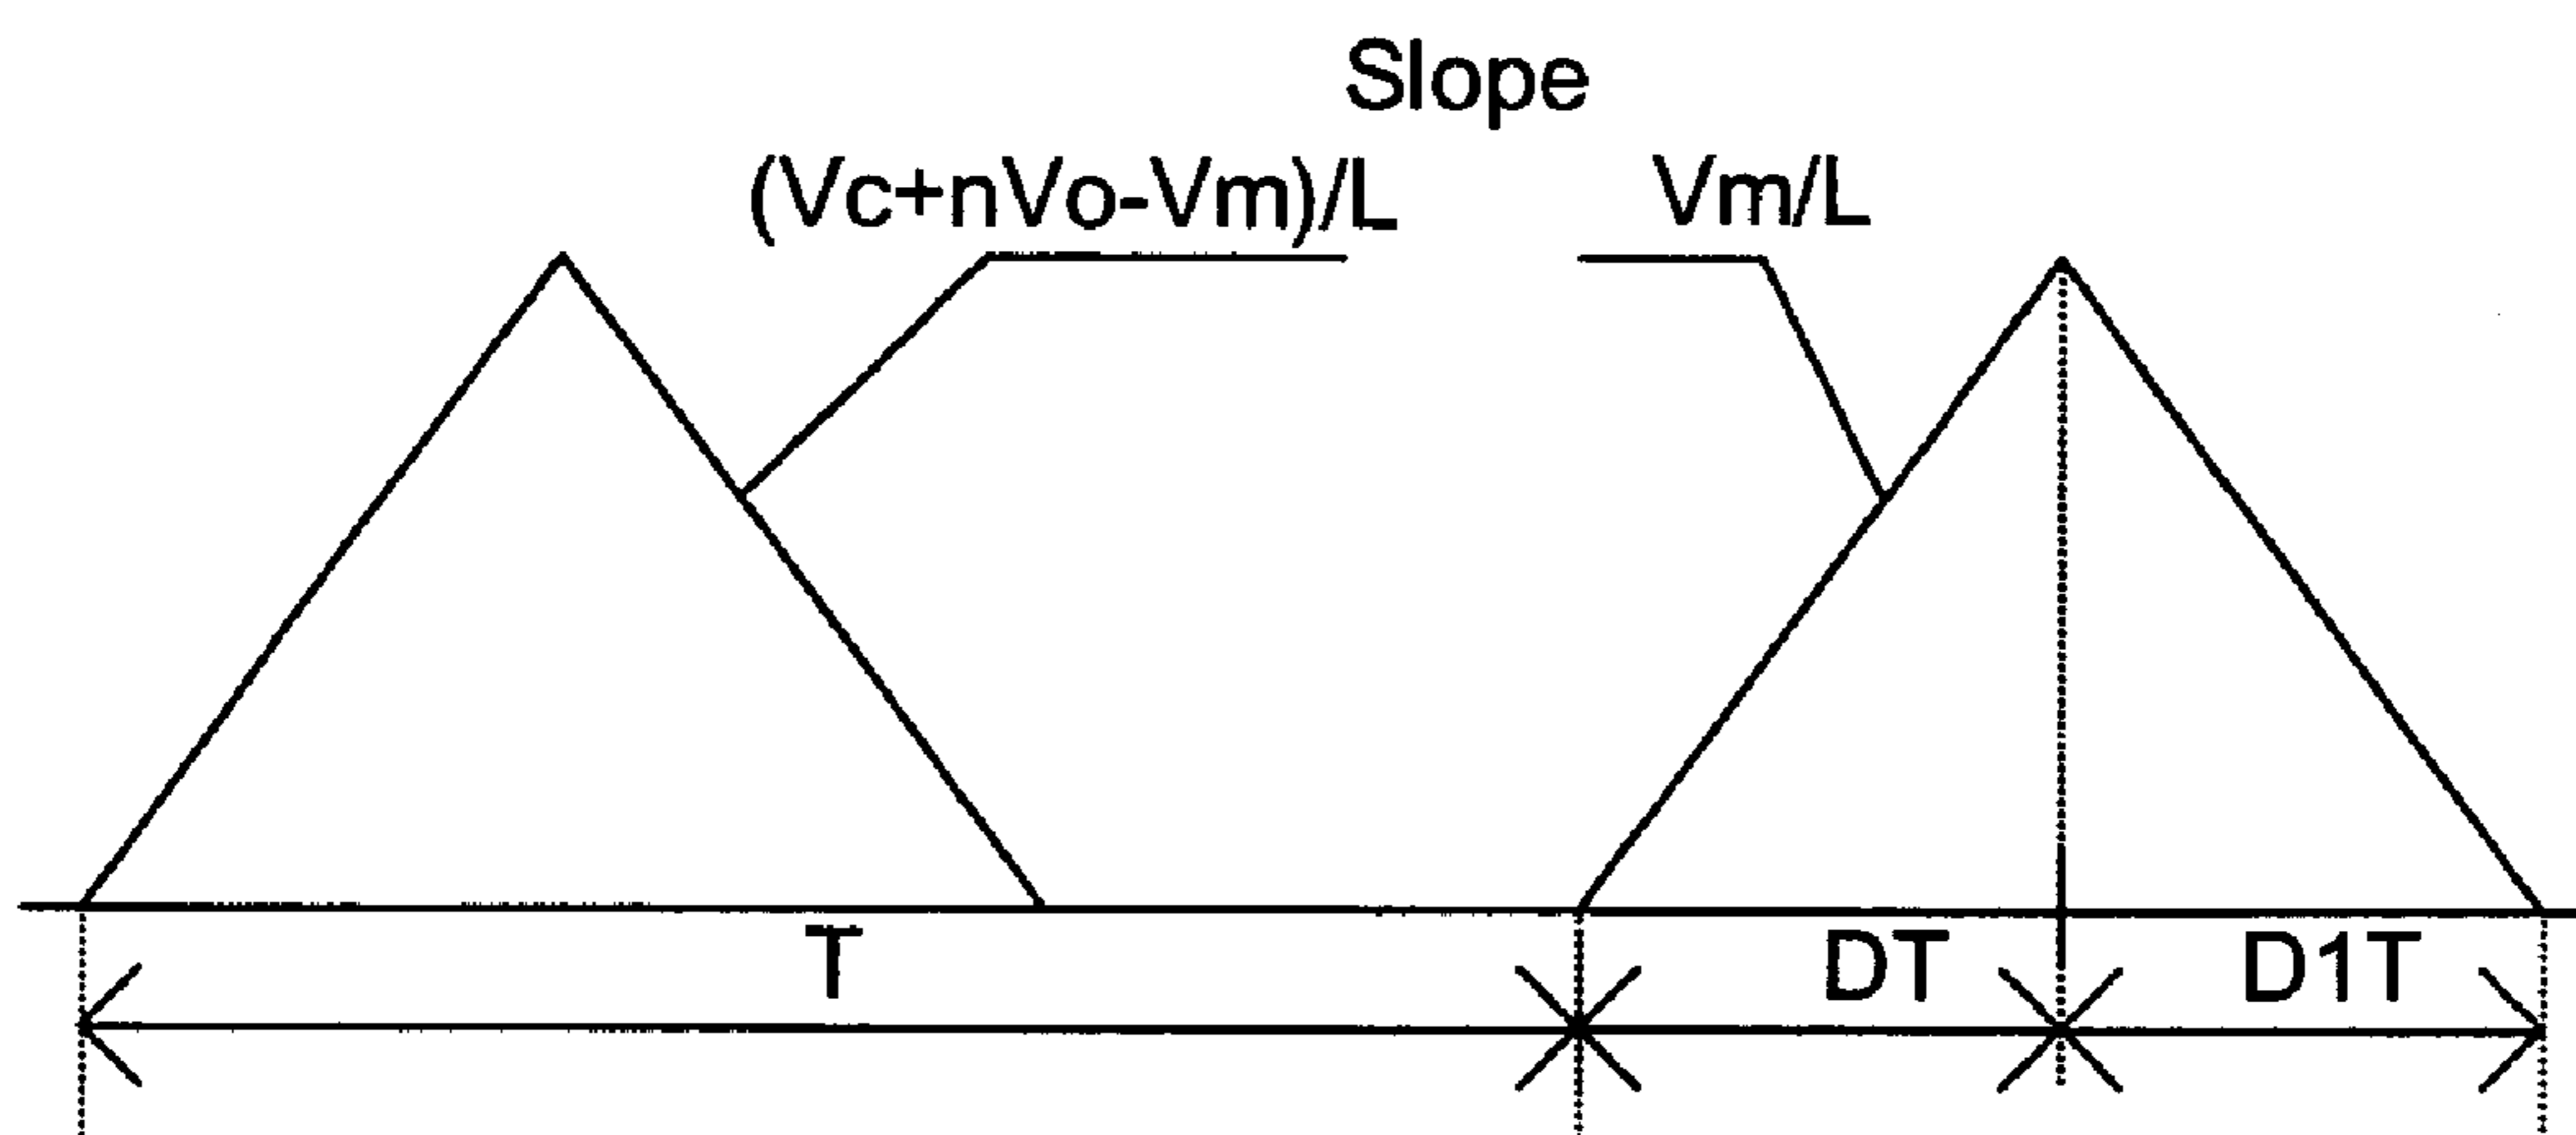 Slope
(Vc+nVo-Vm)/L
Vm/L
T
DT
D1T